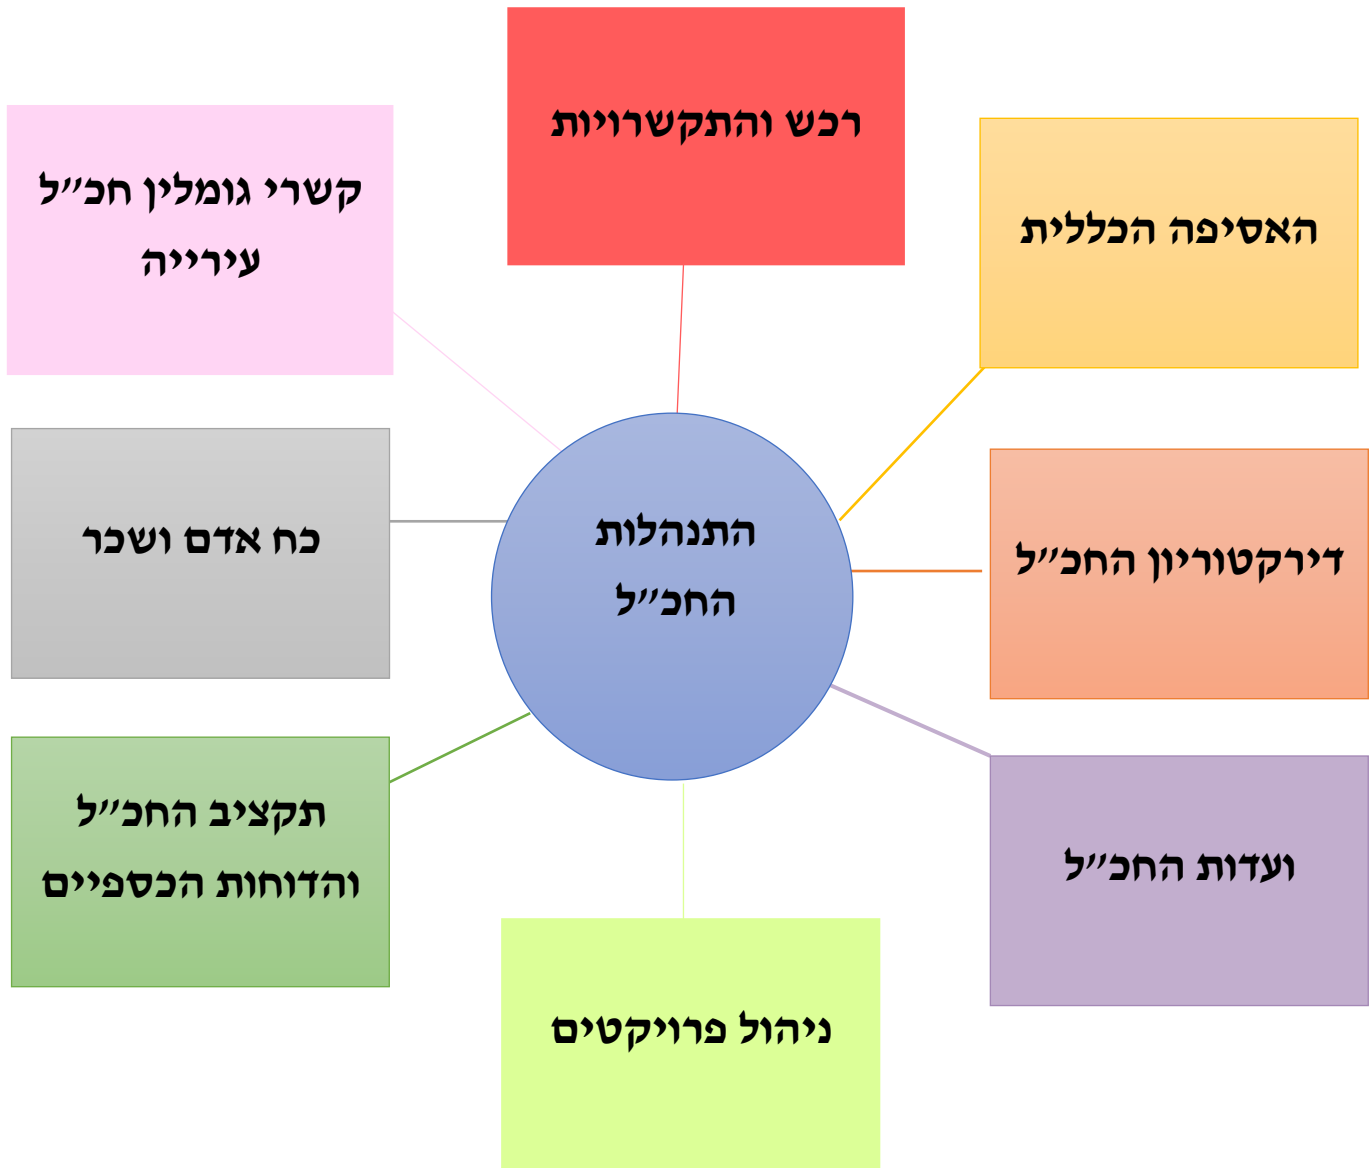 רכש והתקשרויות
האסיפה הכללית
קשרי גומלין חכ״ל
עירייה
דירקטוריון החכ״ל
כח אדם ושכר
התנהלות
החכ״ל
ועדות החכ״ל
תקציב החכ״ל
והדוחות הכספיים
ניהול פרויקטים